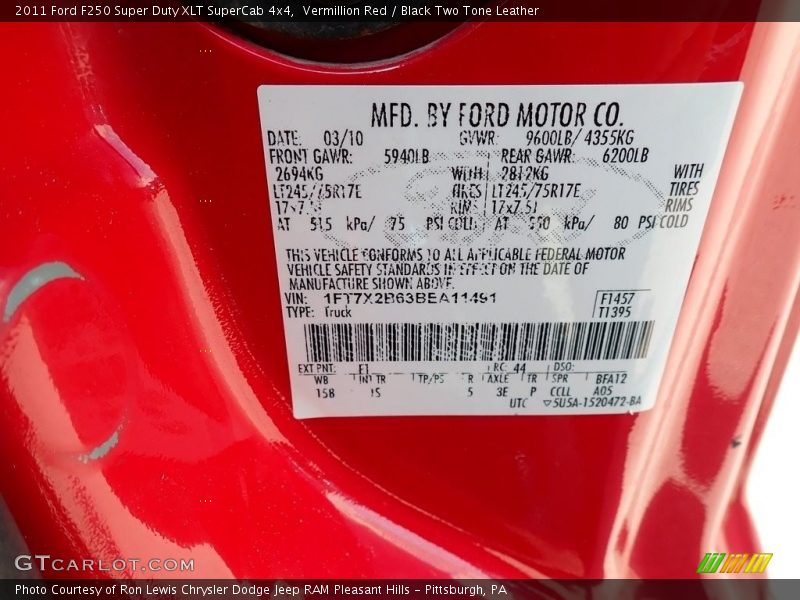 2011 Ford F250 Super Duty XLT SuperCab 4x4,  Vermillion Red / Black Two Tone Leather
MFD. BY FORD MOTOR CO.
DATE: 03/10 GVWR: 9600LB/ 4355KG
FRONT GAWR: 5940LB REAR GAWR: 6200LB
2694KG WITH 2812KG WITH
LT245/75R17E TIRES LT245/75R17E TIRES
17x7.5J RIMS 17x7.5J RIMS
AT 515 kPa/ 75 PSI COLD AT 550 kPa/ 80 PSI COLD
THIS VEHICLE CONFORMS TO ALL APPLICABLE FEDERAL MOTOR
VEHICLE SAFETY STANDARDS IN EFFECT ON THE DATE OF
MANUFACTURE SHOWN ABOVE.
VIN: 1FT7X2B63BEA11491 F1457
TYPE: Truck T1395
EXT PNT: F1 RC: 44 DSO:
WB INT TR TP/PS R AXLE TR SPR BFA12
158 5 3E P CCLL A05
UTC ▽5U5A-1520472-BA
GTCARLOT.COM
Photo Courtesy of Ron Lewis Chrysler Dodge Jeep RAM Pleasant Hills - Pittsburgh, PA